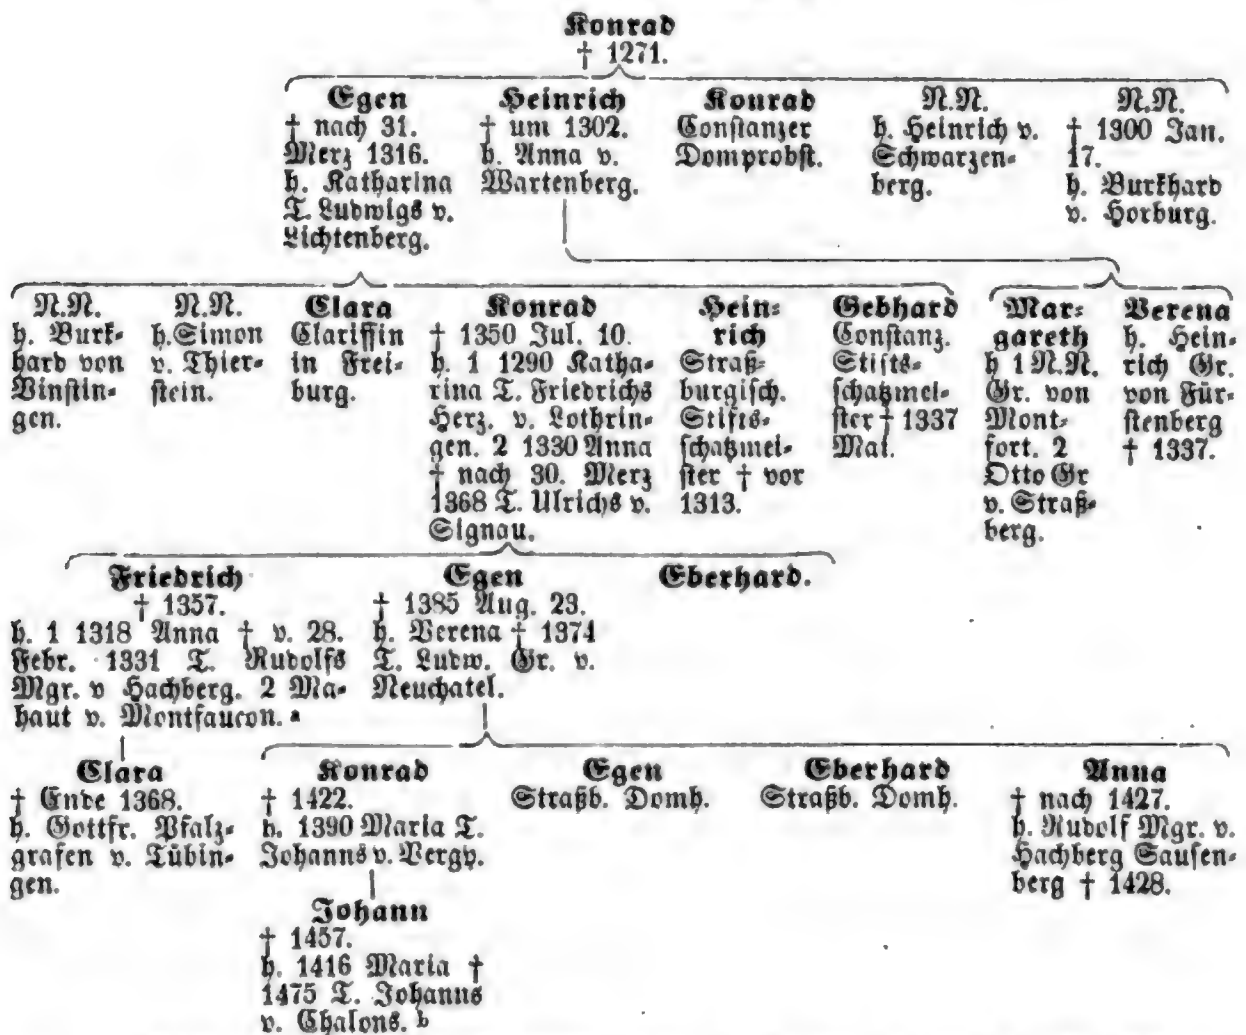 Konrad
† 1271.
Egen
† nach 31.
Merz 1316.
h. Katharina
T. Ludwigs v.
Lichtenberg.
Heinrich
† um 1302.
h. Anna v.
Wartenberg.
Konrad
Constanzer
Domprobst.
N.N.
h. Heinrich v.
Schwarzen-
berg.
N.N.
† 1300 Jan.
17.
h. Burkhard
v. Horburg.
N.N.
h. Burk-
hard von
Vinstin-
gen.
N.N.
h. Simon
v. Thier-
stein.
Clara
Clarissin
in Frei-
burg.
Konrad
† 1350 Jul. 10.
h. 1 1290 Katha-
rina T. Friedrichs
Herz. v. Lothrin-
gen. 2 1330 Anna
† nach 30. Merz
1368 T. Ulrichs v.
Signau.
Hein-
rich
Straß-
burgisch.
Stifts-
schatzmei-
ster † vor
1313.
Gebhard
Constanz.
Stifts-
schatzmei-
ster † 1337
Mai.
Mar-
gareth
h 1 N.N.
Gr. von
Mont-
fort. 2
Otto Gr
v. Straß-
berg.
Verena
h. Hein-
rich Gr.
von Für-
stenberg
† 1337.
Friedrich
† 1357.
h. 1 1318 Anna † v. 28.
Febr. 1331 T. Rudolfs
Mgr. v Hachberg. 2 Ma-
haut v. Montfaucon. a
Egen
† 1385 Aug. 23.
h. Verena † 1374
T. Ludw. Gr. v.
Neuchatel.
Eberhard.
Clara
† Ende 1368.
h. Gottfr. Pfalz-
grafen v. Tübin-
gen.
Konrad
† 1422.
h. 1390 Maria T.
Johanns v. Vergy.
Egen
Straßb. Domh.
Eberhard
Straßb. Domh.
Anna
† nach 1427.
h. Rudolf Mgr. v.
Hachberg Sausen-
berg † 1428.
Johann
† 1457.
h. 1416 Maria †
1475 T. Johanns
v. Chalons. b